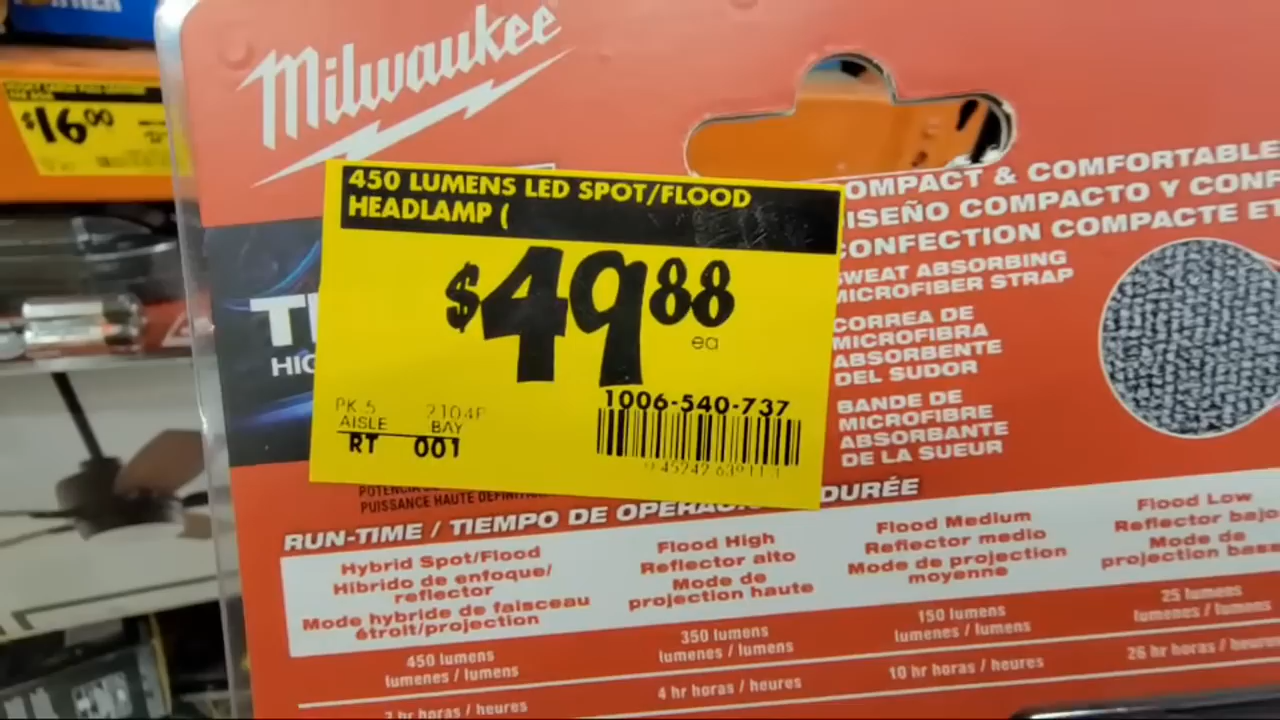 Milwaukee
$16.00
450 LUMENS LED SPOT/FLOOD
HEADLAMP (
$49.88
ea
PK 5 2104P
AISLE BAY
RT 001
1006-540-737
COMPACT & COMFORTABLE
DISEÑO COMPACTO Y CONF
CONFECTION COMPACTE ET
SWEAT ABSORBING
MICROFIBER STRAP
CORREA DE
MICROFIBRA
ABSORBENTE
DEL SUDOR
BANDE DE
MICROFIBRE
ABSORBANTE
DE LA SUEUR
PUISSANCE HAUTE
RUN-TIME / TIEMPO DE DURÉE
Hybrid Spot/Flood
Híbrido de enfoque/
reflector
Mode hybride de faisceau
étroit/projection
450 lumens
lumenes / lumens
hr horas / heures
Flood High
Reflector alto
Mode de
projection haute
350 lumens
lumenes / lumens
4 hr horas / heures
Flood Medium
Reflector medio
Mode de projection
moyenne
150 lumens
lumenes / lumens
10 hr horas / heures
Flood Low
Reflector bajo
Mode de
projection basse
25 lumens
lumenes / lumens
26 hr horas / heures